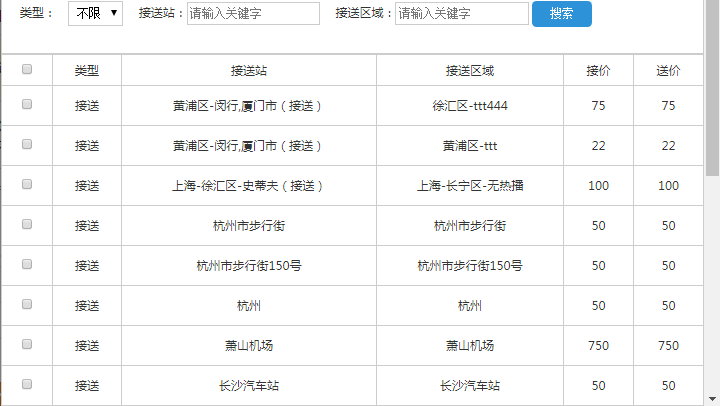 类型： 不限 接送站： 请输入关键字 接送区域： 请输入关键字 搜索
类型 接送站 接送区域 接价 送价
接送 黄浦区-闵行,厦门市（接送） 徐汇区-ttt444 75 75
接送 黄浦区-闵行,厦门市（接送） 黄浦区-ttt 22 22
接送 上海-徐汇区-史蒂夫（接送） 上海-长宁区-无热播 100 100
接送 杭州市步行街 杭州市步行街 50 50
接送 杭州市步行街150号 杭州市步行街150号 50 50
接送 杭州 杭州 50 50
接送 萧山机场 萧山机场 750 750
接送 长沙汽车站 长沙汽车站 50 50